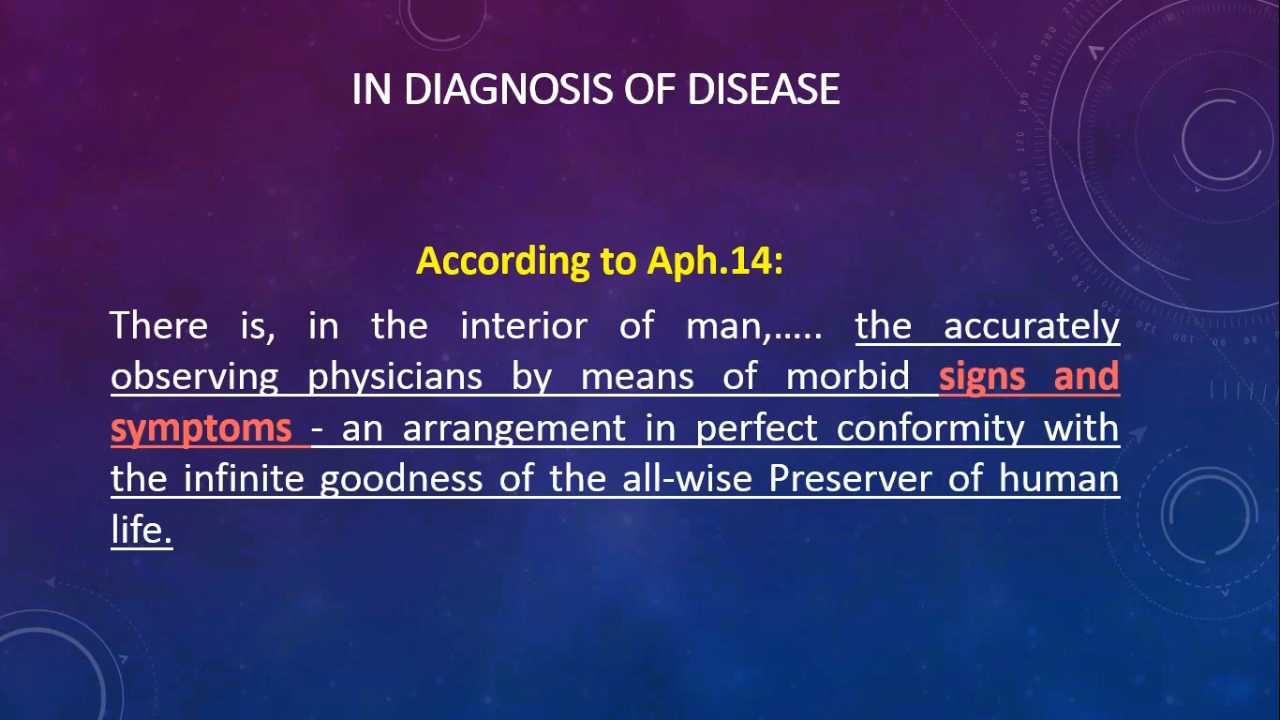 IN DIAGNOSIS OF DISEASE
According to Aph.14:
There is, in the interior of man,….. the accurately
observing physicians by means of morbid signs and
symptoms - an arrangement in perfect conformity with
the infinite goodness of the all-wise Preserver of human
life.